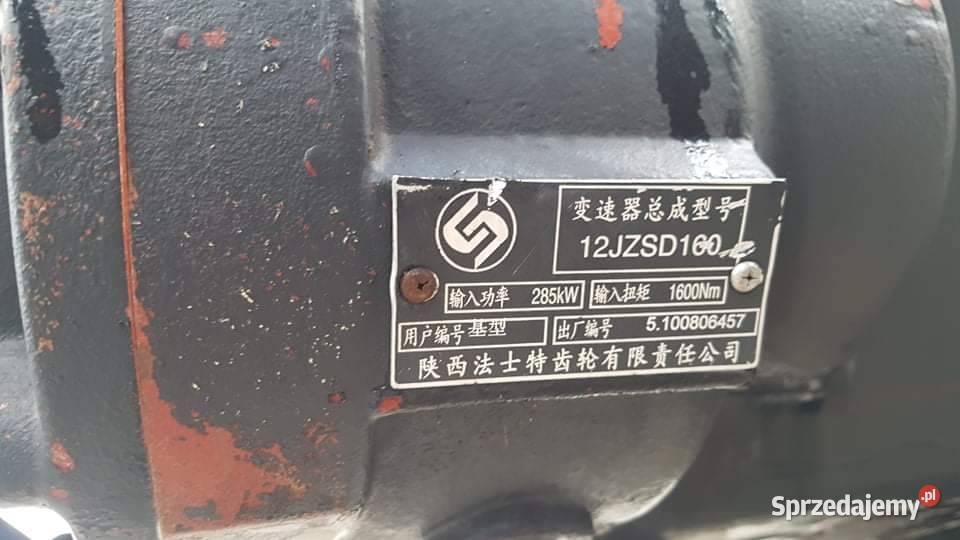 变速器总成型号
12JZSD160
输入功率 285kW 输入扭矩 1600Nm
用户编号 基型 出厂编号 5.100806457
陕西法士特齿轮有限责任公司
Sprzedajemy.pl